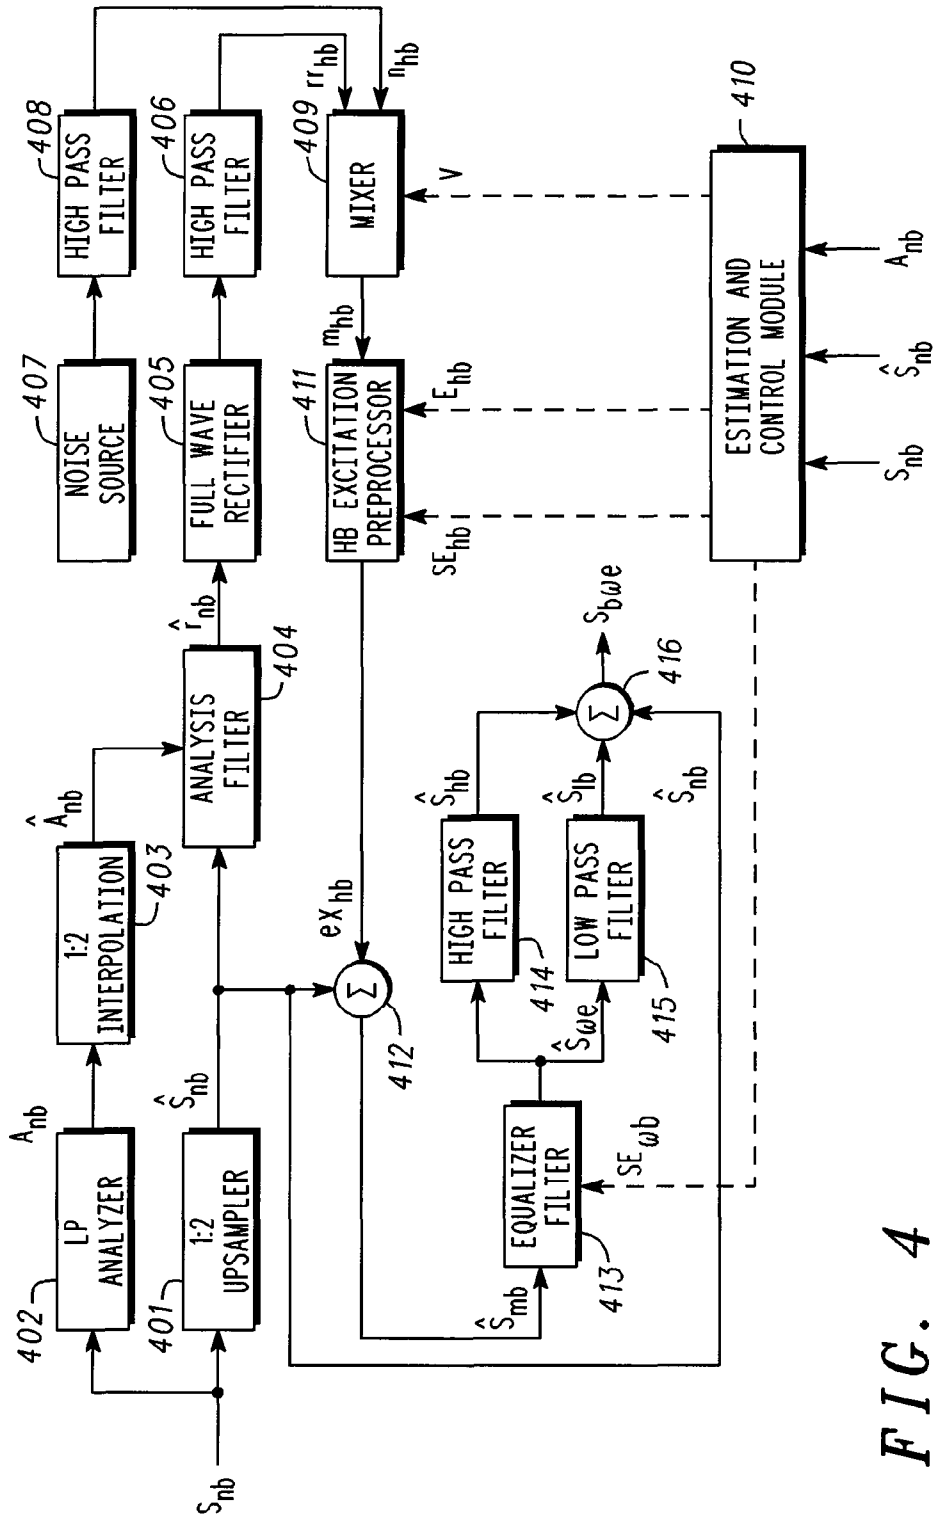 S_nb
402
LP
ANALYZER
A_nb
1:2
INTERPOLATION
403
Â_nb
401
1:2
UPSAMPLER
Ŝ_nb
ANALYSIS
FILTER
404
r̂_nb
NOISE
SOURCE
407
HIGH PASS
FILTER
408
FULL WAVE
RECTIFIER
405
HIGH PASS
FILTER
406
rr_hb
n_hb
412
Σ
ex_hb
HB EXCITATION
PREPROCESSOR
411
m_hb
MIXER
409
SE_hb
E_hb
V
Ŝ_mb
EQUALIZER
FILTER
413
SE_ωb
Ŝ_ωe
HIGH PASS
FILTER
414
Ŝ_hb
LOW PASS
FILTER
415
Ŝ_lb
Ŝ_nb
Σ
416
S_bωe
ESTIMATION AND
CONTROL MODULE
410
S_nb
Ŝ_nb
A_nb
FIG. 4